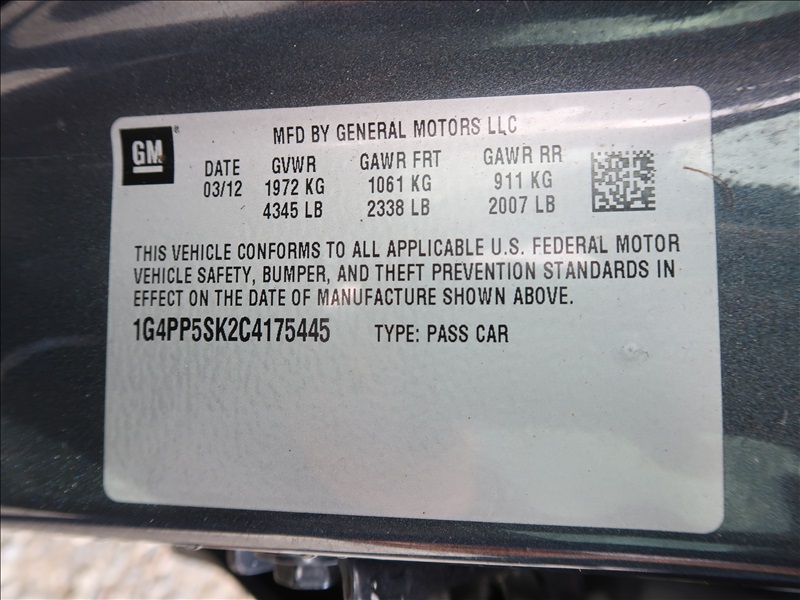 GM
MFD BY GENERAL MOTORS LLC
DATE GVWR GAWR FRT GAWR RR
03/12 1972 KG 1061 KG 911 KG
4345 LB 2338 LB 2007 LB
THIS VEHICLE CONFORMS TO ALL APPLICABLE U.S. FEDERAL MOTOR
VEHICLE SAFETY, BUMPER, AND THEFT PREVENTION STANDARDS IN
EFFECT ON THE DATE OF MANUFACTURE SHOWN ABOVE.
1G4PP5SK2C4175445 TYPE: PASS CAR